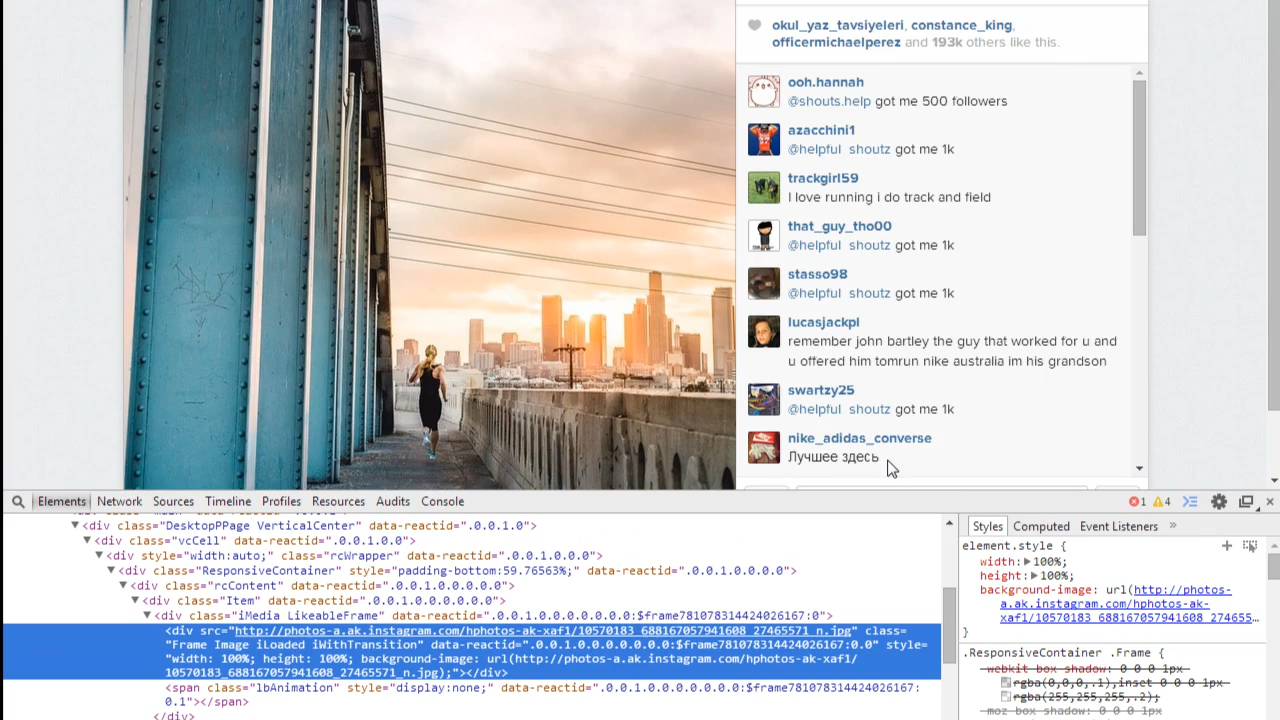 okul_yaz_tavsiyeleri, constance_king,
officermichaelperez and 193k others like this.
ooh.hannah
@shouts.help got me 500 followers
azacchini1
@helpful shoutz got me 1k
trackgirl59
I love running i do track and field
that_guy_tho00
@helpful shoutz got me 1k
stasso98
@helpful shoutz got me 1k
lucasjackpl
remember john bartley the guy that worked for u and
u offered him tomrun nike australia im his grandson
swartzy25
@helpful shoutz got me 1k
nike_adidas_converse
Лучшее здесь
Elements Network Sources Timeline Profiles Resources Audits Console
1 4
<div class="DesktopPPage VerticalCenter" data-reactid=".0.0.1.0">
<div class="vcCell" data-reactid=".0.0.1.0.0">
<div style="width:auto;" class="rcWrapper" data-reactid=".0.0.1.0.0.0">
<div class="ResponsiveContainer" style="padding-bottom:59.76563%;" data-reactid=".0.0.1.0.0.0.0">
<div class="rcContent" data-reactid=".0.0.1.0.0.0.0.0">
<div class="Item" data-reactid=".0.0.1.0.0.0.0.0.0">
<div class="iMedia LikeableFrame" data-reactid=".0.0.1.0.0.0.0.0.0.$frame781078314424026167:0">
<div src="http://photos-a.ak.instagram.com/hphotos-ak-xaf1/10570183_688167057941608_27465571_n.jpg" class=
"Frame Image iLoaded iWithTransition" data-reactid=".0.0.1.0.0.0.0.0.0.$frame781078314424026167:0.0" style=
"width: 100%; height: 100%; background-image: url(http://photos-a.ak.instagram.com/hphotos-ak-xaf1/
10570183_688167057941608_27465571_n.jpg);"></div>
<span class="lbAnimation" style="display:none;" data-reactid=".0.0.1.0.0.0.0.0.0.$frame781078314424026167:
0.1"></span>
</div>
Styles Computed Event Listeners »
element.style {
width: 100%;
height: 100%;
background-image: url(http://photos-
a.ak.instagram.com/hphotos-ak-
xaf1/10570183_688167057941608_274655…
}
.ResponsiveContainer .Frame {
webkit box shadow: 0 0 0 1px
rgba(0,0,0,.1),inset 0 0 0 1px
rgba(255,255,255,.2);
moz box shadow: 0 0 0 1px